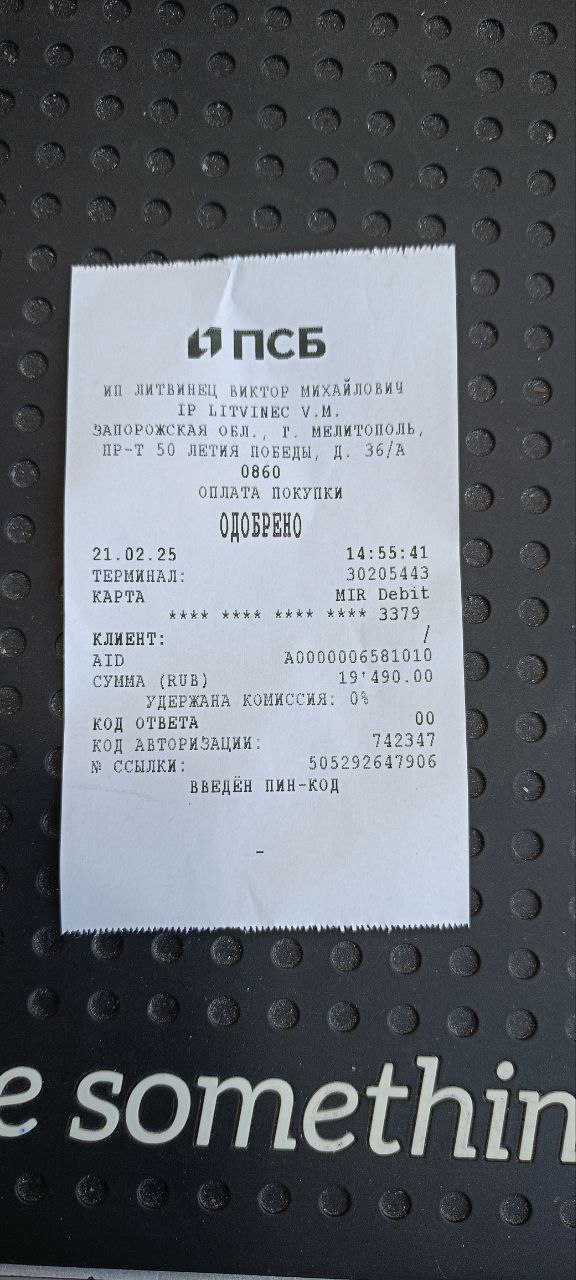 ПСБ
ИП ЛИТВИНЕЦ ВИКТОР МИХАЙЛОВИЧ
IP LITVINEC V.M.
ЗАПОРОЖСКАЯ ОБЛ., Г. МЕЛИТОПОЛЬ,
ПР-Т 50 ЛЕТИЯ ПОБЕДЫ, Д. 36/А
0860
ОПЛАТА ПОКУПКИ
ОДОБРЕНО
21.02.25 14:55:41
ТЕРМИНАЛ: 30205443
КАРТА MIR Debit
**** **** **** **** 3379
КЛИЕНТ: /
AID A0000006581010
СУММА (RUB) 19'490.00
УДЕРЖАНА КОМИССИЯ: 0%
КОД ОТВЕТА 00
КОД АВТОРИЗАЦИИ: 742347
№ ССЫЛКИ: 505292647906
ВВЕДЁН ПИН-КОД
-
e somethin